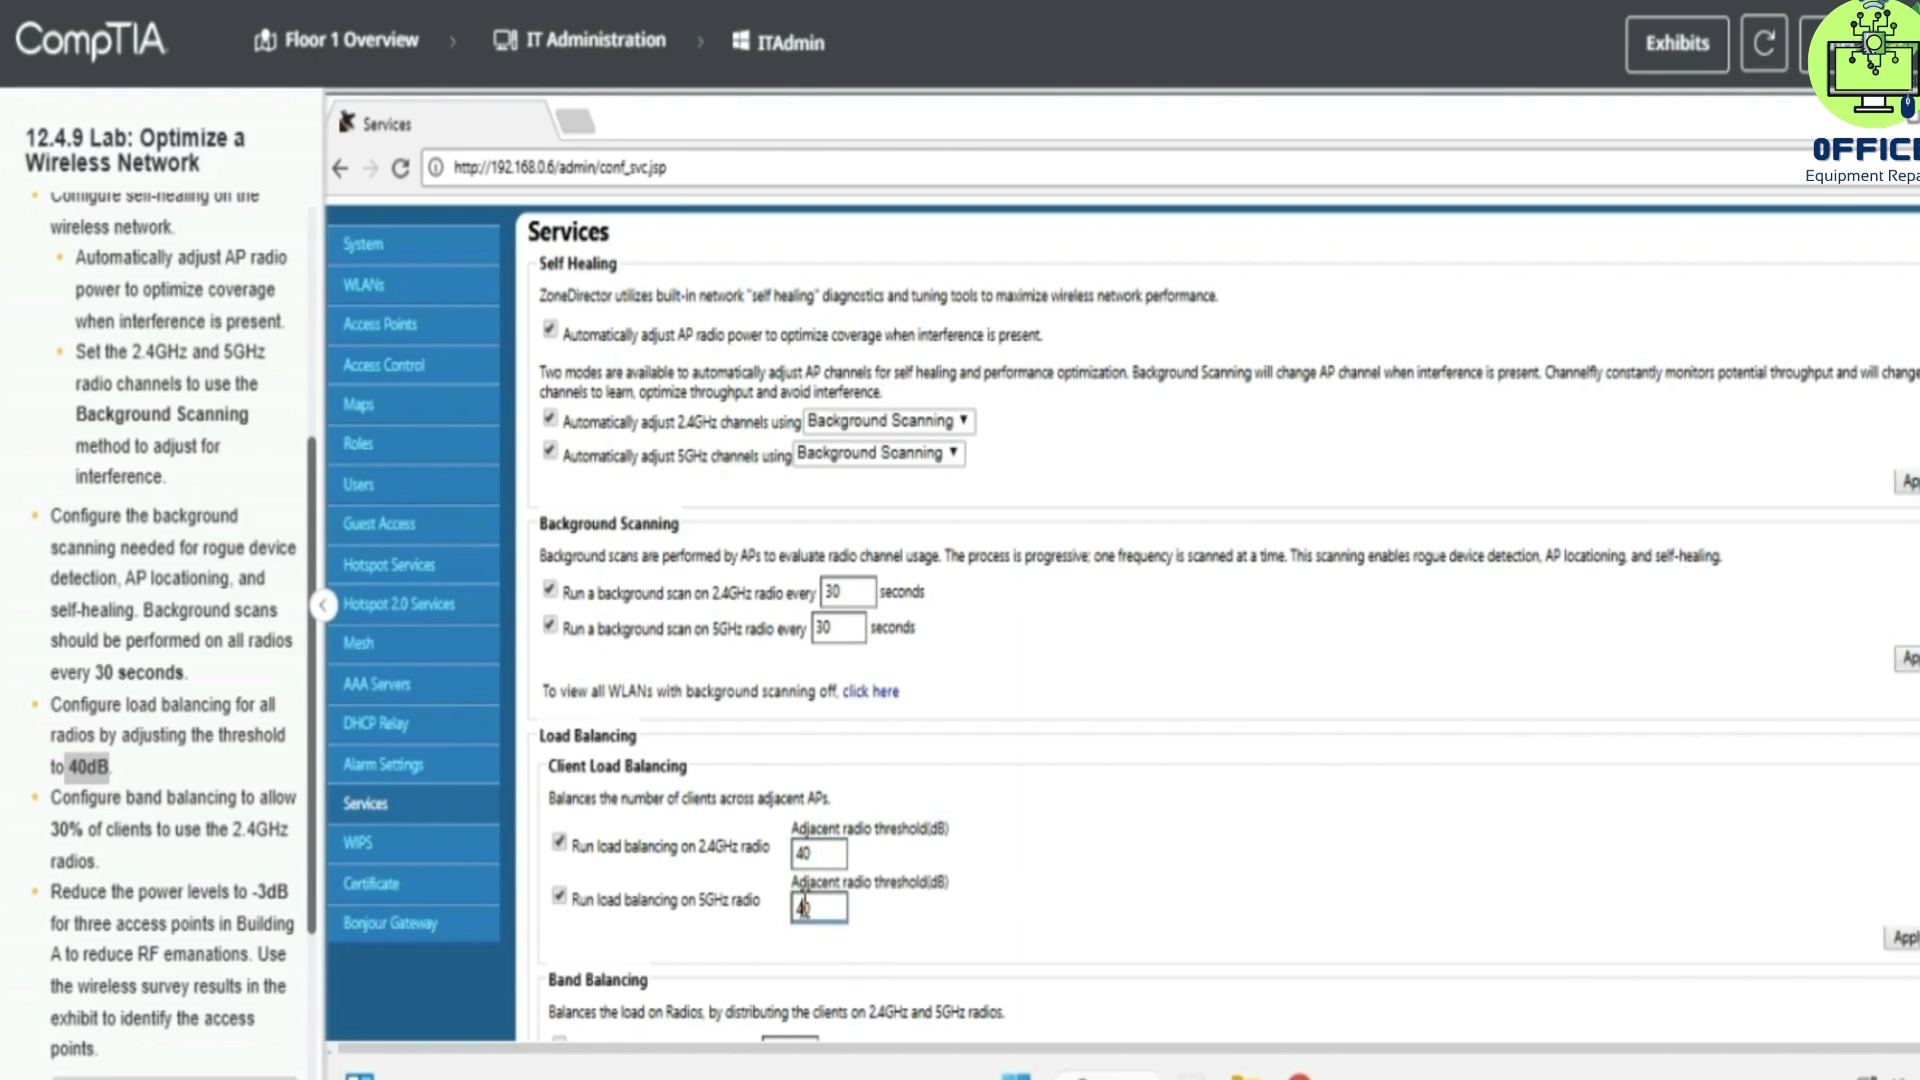 CompTIA
Floor 1 Overview
IT Administration
ITAdmin
Exhibits
OFFICE
Equipment Repa
12.4.9 Lab: Optimize a
Wireless Network
Configure self-healing on the
wireless network.
Automatically adjust AP radio
power to optimize coverage
when interference is present.
Set the 2.4GHz and 5GHz
radio channels to use the
Background Scanning
method to adjust for
interference.
Configure the background
scanning needed for rogue device
detection, AP locationing, and
self-healing. Background scans
should be performed on all radios
every 30 seconds.
Configure load balancing for all
radios by adjusting the threshold
to 40dB.
Configure band balancing to allow
30% of clients to use the 2.4GHz
radios.
Reduce the power levels to -3dB
for three access points in Building
A to reduce RF emanations. Use
the wireless survey results in the
exhibit to identify the access
points.
Services
http://192.168.0.6/admin/conf_svc.jsp
System
WLANs
Access Points
Access Control
Maps
Roles
Users
Guest Access
Hotspot Services
Hotspot 2.0 Services
Mesh
AAA Servers
DHCP Relay
Alarm Settings
Services
WIPS
Certificate
Bonjour Gateway
Services
Self Healing
ZoneDirector utilizes built-in network "self healing" diagnostics and tuning tools to maximize wireless network performance.
Automatically adjust AP radio power to optimize coverage when interference is present.
Two modes are available to automatically adjust AP channels for self healing and performance optimization. Background Scanning will change AP channel when interference is present. Channelfly constantly monitors potential throughput and will change
channels to learn, optimize throughput and avoid interference.
Automatically adjust 2.4GHz channels using Background Scanning
Automatically adjust 5GHz channels using Background Scanning
Ap
Background Scanning
Background scans are performed by APs to evaluate radio channel usage. The process is progressive; one frequency is scanned at a time. This scanning enables rogue device detection, AP locationing, and self-healing.
Run a background scan on 2.4GHz radio every 30 seconds
Run a background scan on 5GHz radio every 30 seconds
Ap
To view all WLANs with background scanning off, click here
Load Balancing
Client Load Balancing
Balances the number of clients across adjacent APs.
Adjacent radio threshold(dB)
Run load balancing on 2.4GHz radio 40
Adjacent radio threshold(dB)
Run load balancing on 5GHz radio 40
Appl
Band Balancing
Balances the load on Radios, by distributing the clients on 2.4GHz and 5GHz radios.